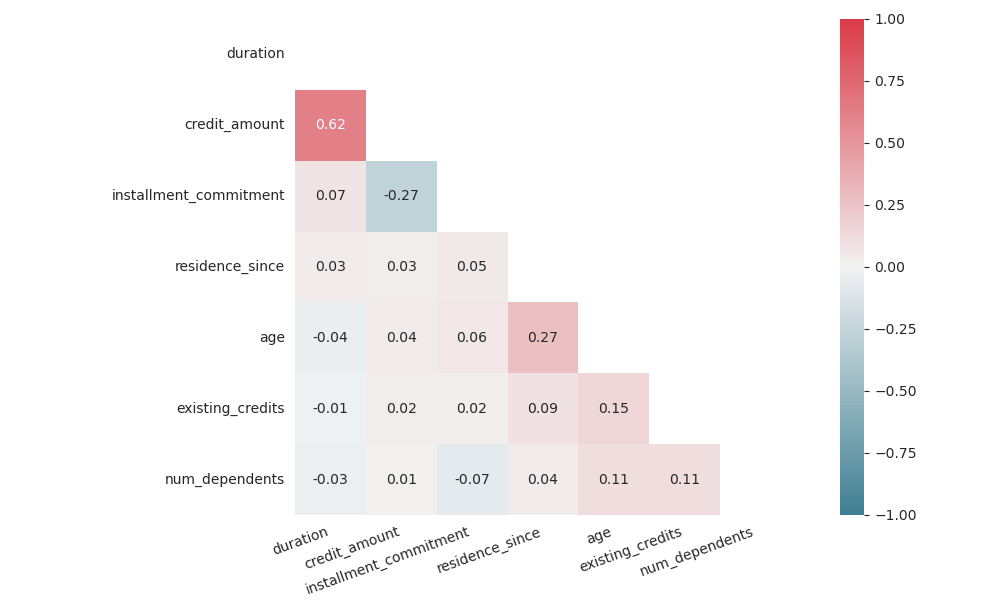 duration
credit_amount 0.62
installment_commitment 0.07 -0.27
residence_since 0.03 0.03 0.05
age -0.04 0.04 0.06 0.27
existing_credits -0.01 0.02 0.02 0.09 0.15
num_dependents -0.03 0.01 -0.07 0.04 0.11 0.11
duration credit_amount installment_commitment residence_since age existing_credits num_dependents
1.00
0.75
0.50
0.25
0.00
−0.25
−0.50
−0.75
−1.00